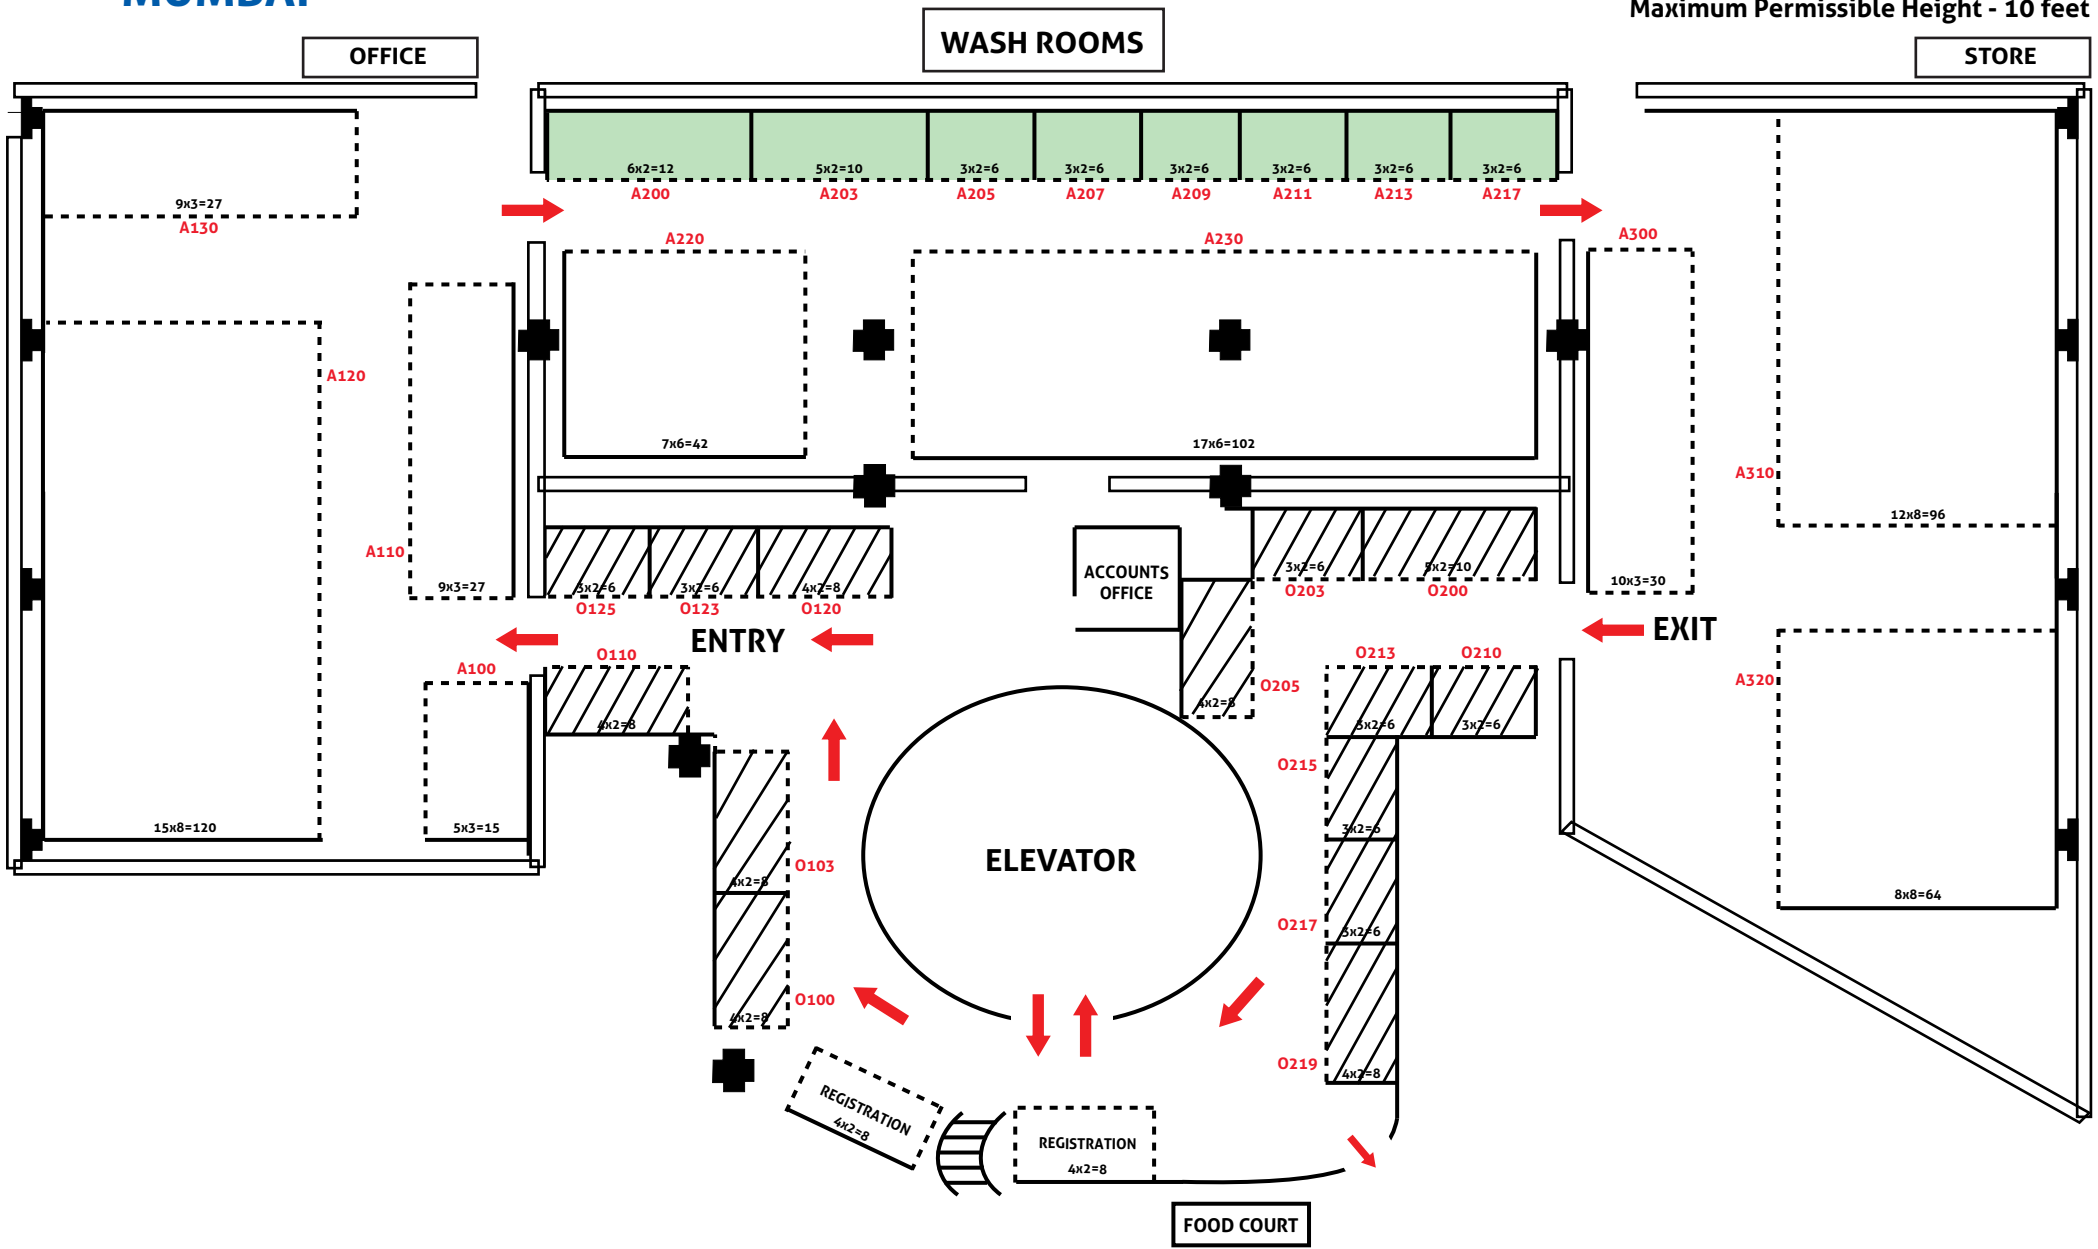 MUMBAI
Maximum Permissible Height - 10 feet
OFFICE
WASH ROOMS
STORE
6x2=12
5x2=10
3x2=6
3x2=6
3x2=6
3x2=6
3x2=6
3x2=6
A200
A203
A205
A207
A209
A211
A213
A217
9x3=27
A130
A220
A230
A300
A120
7x6=42
17x6=102
A310
12x8=96
A110
9x3=27
3x2=6
3x2=6
4x2=8
O125
O123
O120
ACCOUNTS
OFFICE
3x2=6
5x2=10
O203
O200
10x3=30
ENTRY
EXIT
A100
O110
4x2=8
O205
4x2=8
O213
O210
3x2=6
3x2=6
A320
O215
3x2=6
15x8=120
5x3=15
O103
4x2=8
ELEVATOR
8x8=64
O217
3x2=6
O100
4x2=8
O219
4x2=8
REGISTRATION
4x2=8
REGISTRATION
4x2=8
FOOD COURT